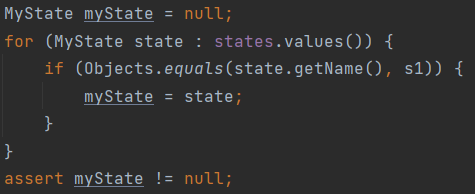 MyState myState = null;
for (MyState state : states.values()) {
    if (Objects.equals(state.getName(), s1)) {
        myState = state;
    }
}
assert myState != null;